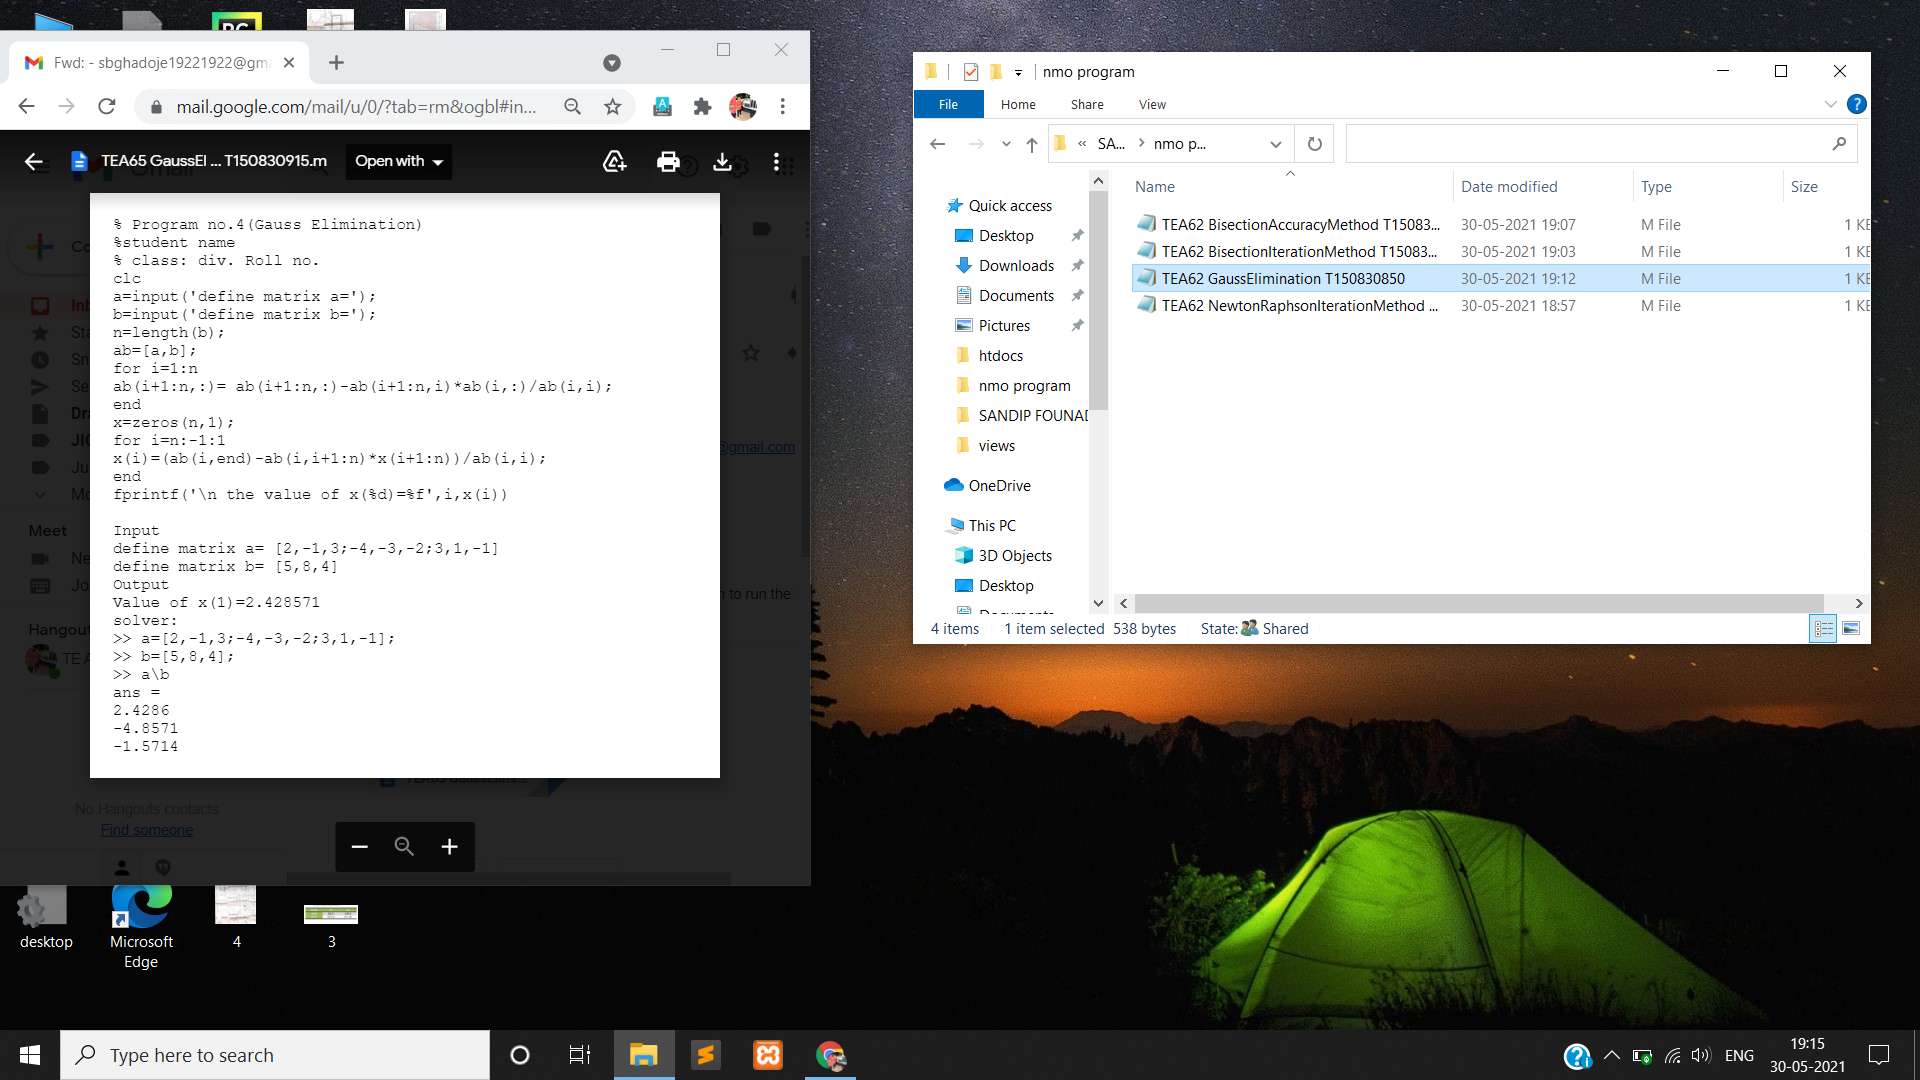 Fwd: - sbghadoje19221922@gm
mail.google.com/mail/u/0/?tab=rm&ogbl#in...
TEA65 GaussEl ... T150830915.m
Open with
% Program no.4(Gauss Elimination)
%student name
% class: div. Roll no.
clc
a=input('define matrix a=');
b=input('define matrix b=');
n=length(b);
ab=[a,b];
for i=1:n
ab(i+1:n,:)= ab(i+1:n,:)-ab(i+1:n,i)*ab(i,:)/ab(i,i);
end
x=zeros(n,1);
for i=n:-1:1
x(i)=(ab(i,end)-ab(i,i+1:n)*x(i+1:n))/ab(i,i);
end
fprintf('\n the value of x(%d)=%f',i,x(i))
Input
define matrix a= [2,-1,3;-4,-3,-2;3,1,-1]
define matrix b= [5,8,4]
Output
Value of x(1)=2.428571
solver:
>> a=[2,-1,3;-4,-3,-2;3,1,-1];
>> b=[5,8,4];
>> a\b
ans =
2.4286
-4.8571
-1.5714
Meet
@gmail.com
n to run the
No Hangouts contacts
Find someone
nmo program
File Home Share View
« SA... > nmo p...
Name Date modified Type Size
Quick access
Desktop
Downloads
Documents
Pictures
htdocs
nmo program
SANDIP FOUNAD
views
OneDrive
This PC
3D Objects
Desktop
TEA62 BisectionAccuracyMethod T15083... 30-05-2021 19:07 M File 1 KB
TEA62 BisectionIterationMethod T15083... 30-05-2021 19:03 M File 1 KB
TEA62 GaussElimination T150830850 30-05-2021 19:12 M File 1 KB
TEA62 NewtonRaphsonIterationMethod ... 30-05-2021 18:57 M File 1 KB
4 items 1 item selected 538 bytes State: Shared
desktop
Microsoft Edge
4
3
Type here to search
ENG
19:15
30-05-2021